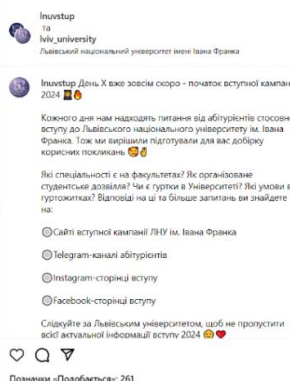 lnuvstup
та
lviv_university
Львівський національний університет імені Івана Франка
lnuvstup День Х вже зовсім скоро - початок вступної кампан
2024 👩‍🎓🔥
Кожного дня нам надходять питання від абітурієнтів стосовн
вступу до Львівського національного університету ім. Івана
Франка. Тож ми вирішили підготували для вас добірку
корисних покликань 🥰✌️
Які спеціальності є на факультетах? Як організоване
студентське дозвілля? Чи є гуртки в Університеті? Які умови в
гуртожитках? Відповіді на ці та більше запитань ви знайдете
на:
🔘Сайті вступної кампанії ЛНУ ім. Івана Франка
🔘Telegram-каналі абітурієнтів
🔘Instagram-сторінці вступу
🔘Facebook-сторінці вступу
Слідкуйте за Львівським університетом, щоб не пропустити
всієї актуальної інформації вступу 2024 😊❤️
Позначки «Подобається»: 261